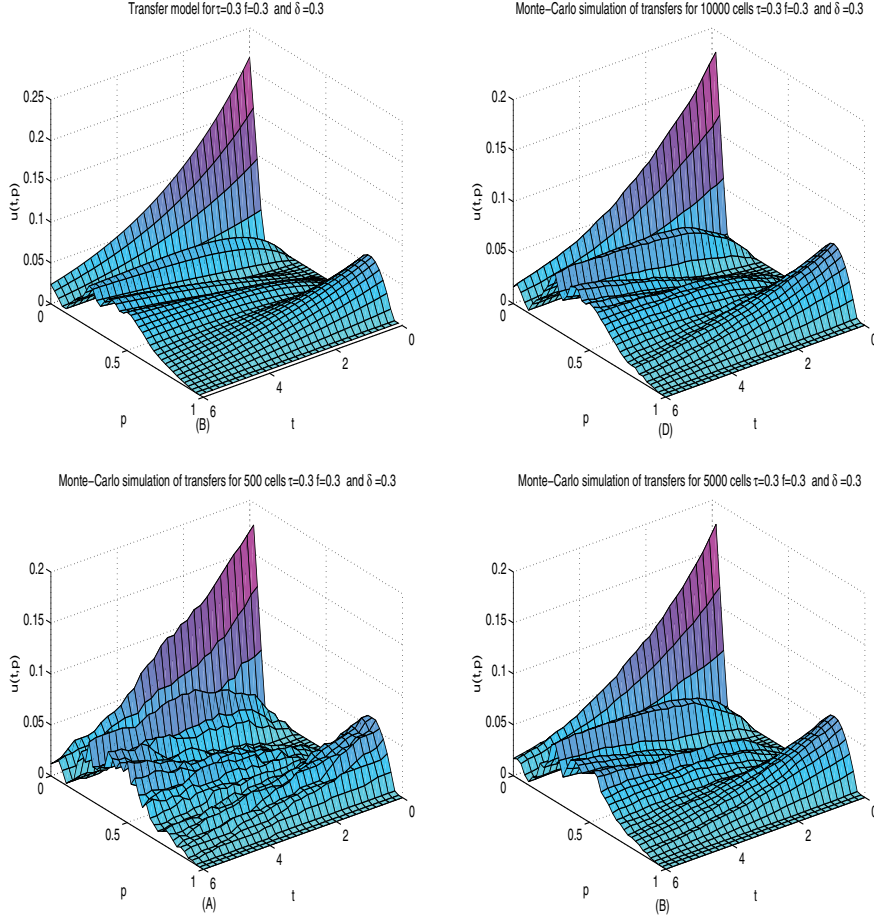 Transfer model for τ=0.3 f=0.3 and δ =0.3
0.25
0.2
0.15
0.1
0.05
0
u(t,p)
0
0.5
1
p
6
4
2
0
t
(B)
Monte−Carlo simulation of transfers for 10000 cells τ=0.3 f=0.3 and δ =0.3
0.2
0.15
0.1
0.05
0
u(t,p)
0
0.5
1
p
6
4
2
0
t
(D)
Monte−Carlo simulation of transfers for 500 cells τ=0.3 f=0.3 and δ =0.3
0.2
0.15
0.1
0.05
0
u(t,p)
0
0.5
1
p
6
4
2
0
t
(A)
Monte−Carlo simulation of transfers for 5000 cells τ=0.3 f=0.3 and δ =0.3
0.2
0.15
0.1
0.05
0
u(t,p)
0
0.5
1
p
6
4
2
0
t
(B)